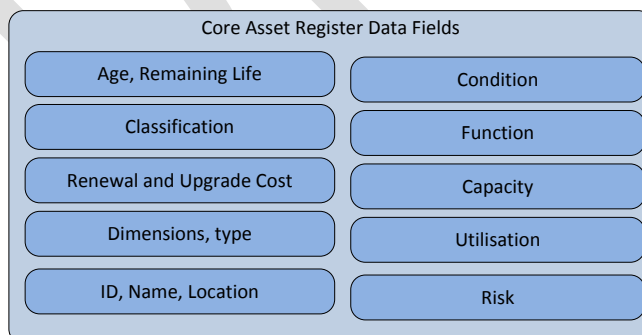 Core Asset Register Data Fields
Age, Remaining Life
Classification
Renewal and Upgrade Cost
Dimensions, type
ID, Name, Location
Condition
Function
Capacity
Utilisation
Risk